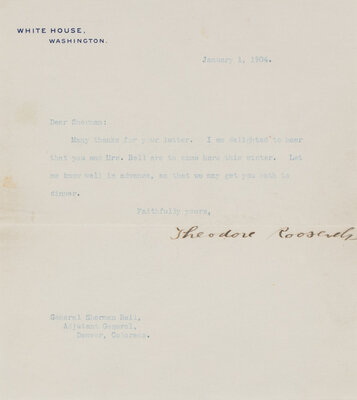 WHITE HOUSE,
WASHINGTON.
January 1, 1904.
Dear Sherman:
Many thanks for your letter. I am delighted to hear
that you and Mrs. Bell are to come here this winter. Let
me know well in advance, so that we may get you both to
dinner.
Faithfully yours,
Theodore Roosevelt
General Sherman Bell,
Adjutant General,
Denver, Colorado.